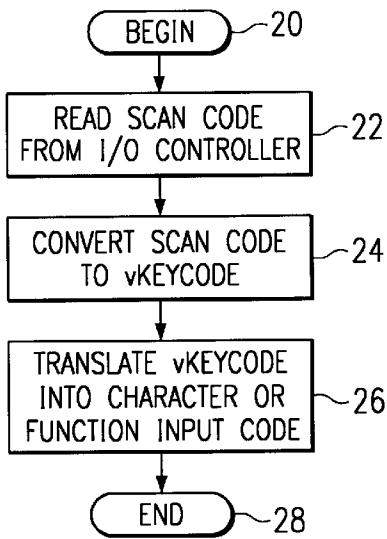 BEGIN
20
READ SCAN CODE
FROM I/O CONTROLLER
22
CONVERT SCAN CODE
TO vKEYCODE
24
TRANSLATE vKEYCODE
INTO CHARACTER OR
FUNCTION INPUT CODE
26
END
28